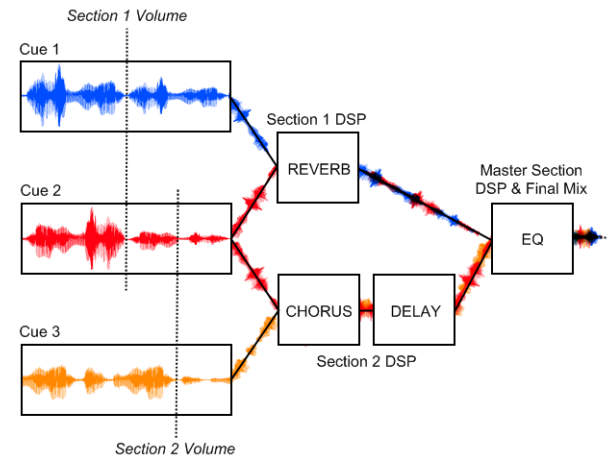 Section 1 Volume
Cue 1
Section 1 DSP
REVERB
Master Section
DSP & Final Mix
Cue 2
EQ
CHORUS
DELAY
Cue 3
Section 2 DSP
Section 2 Volume